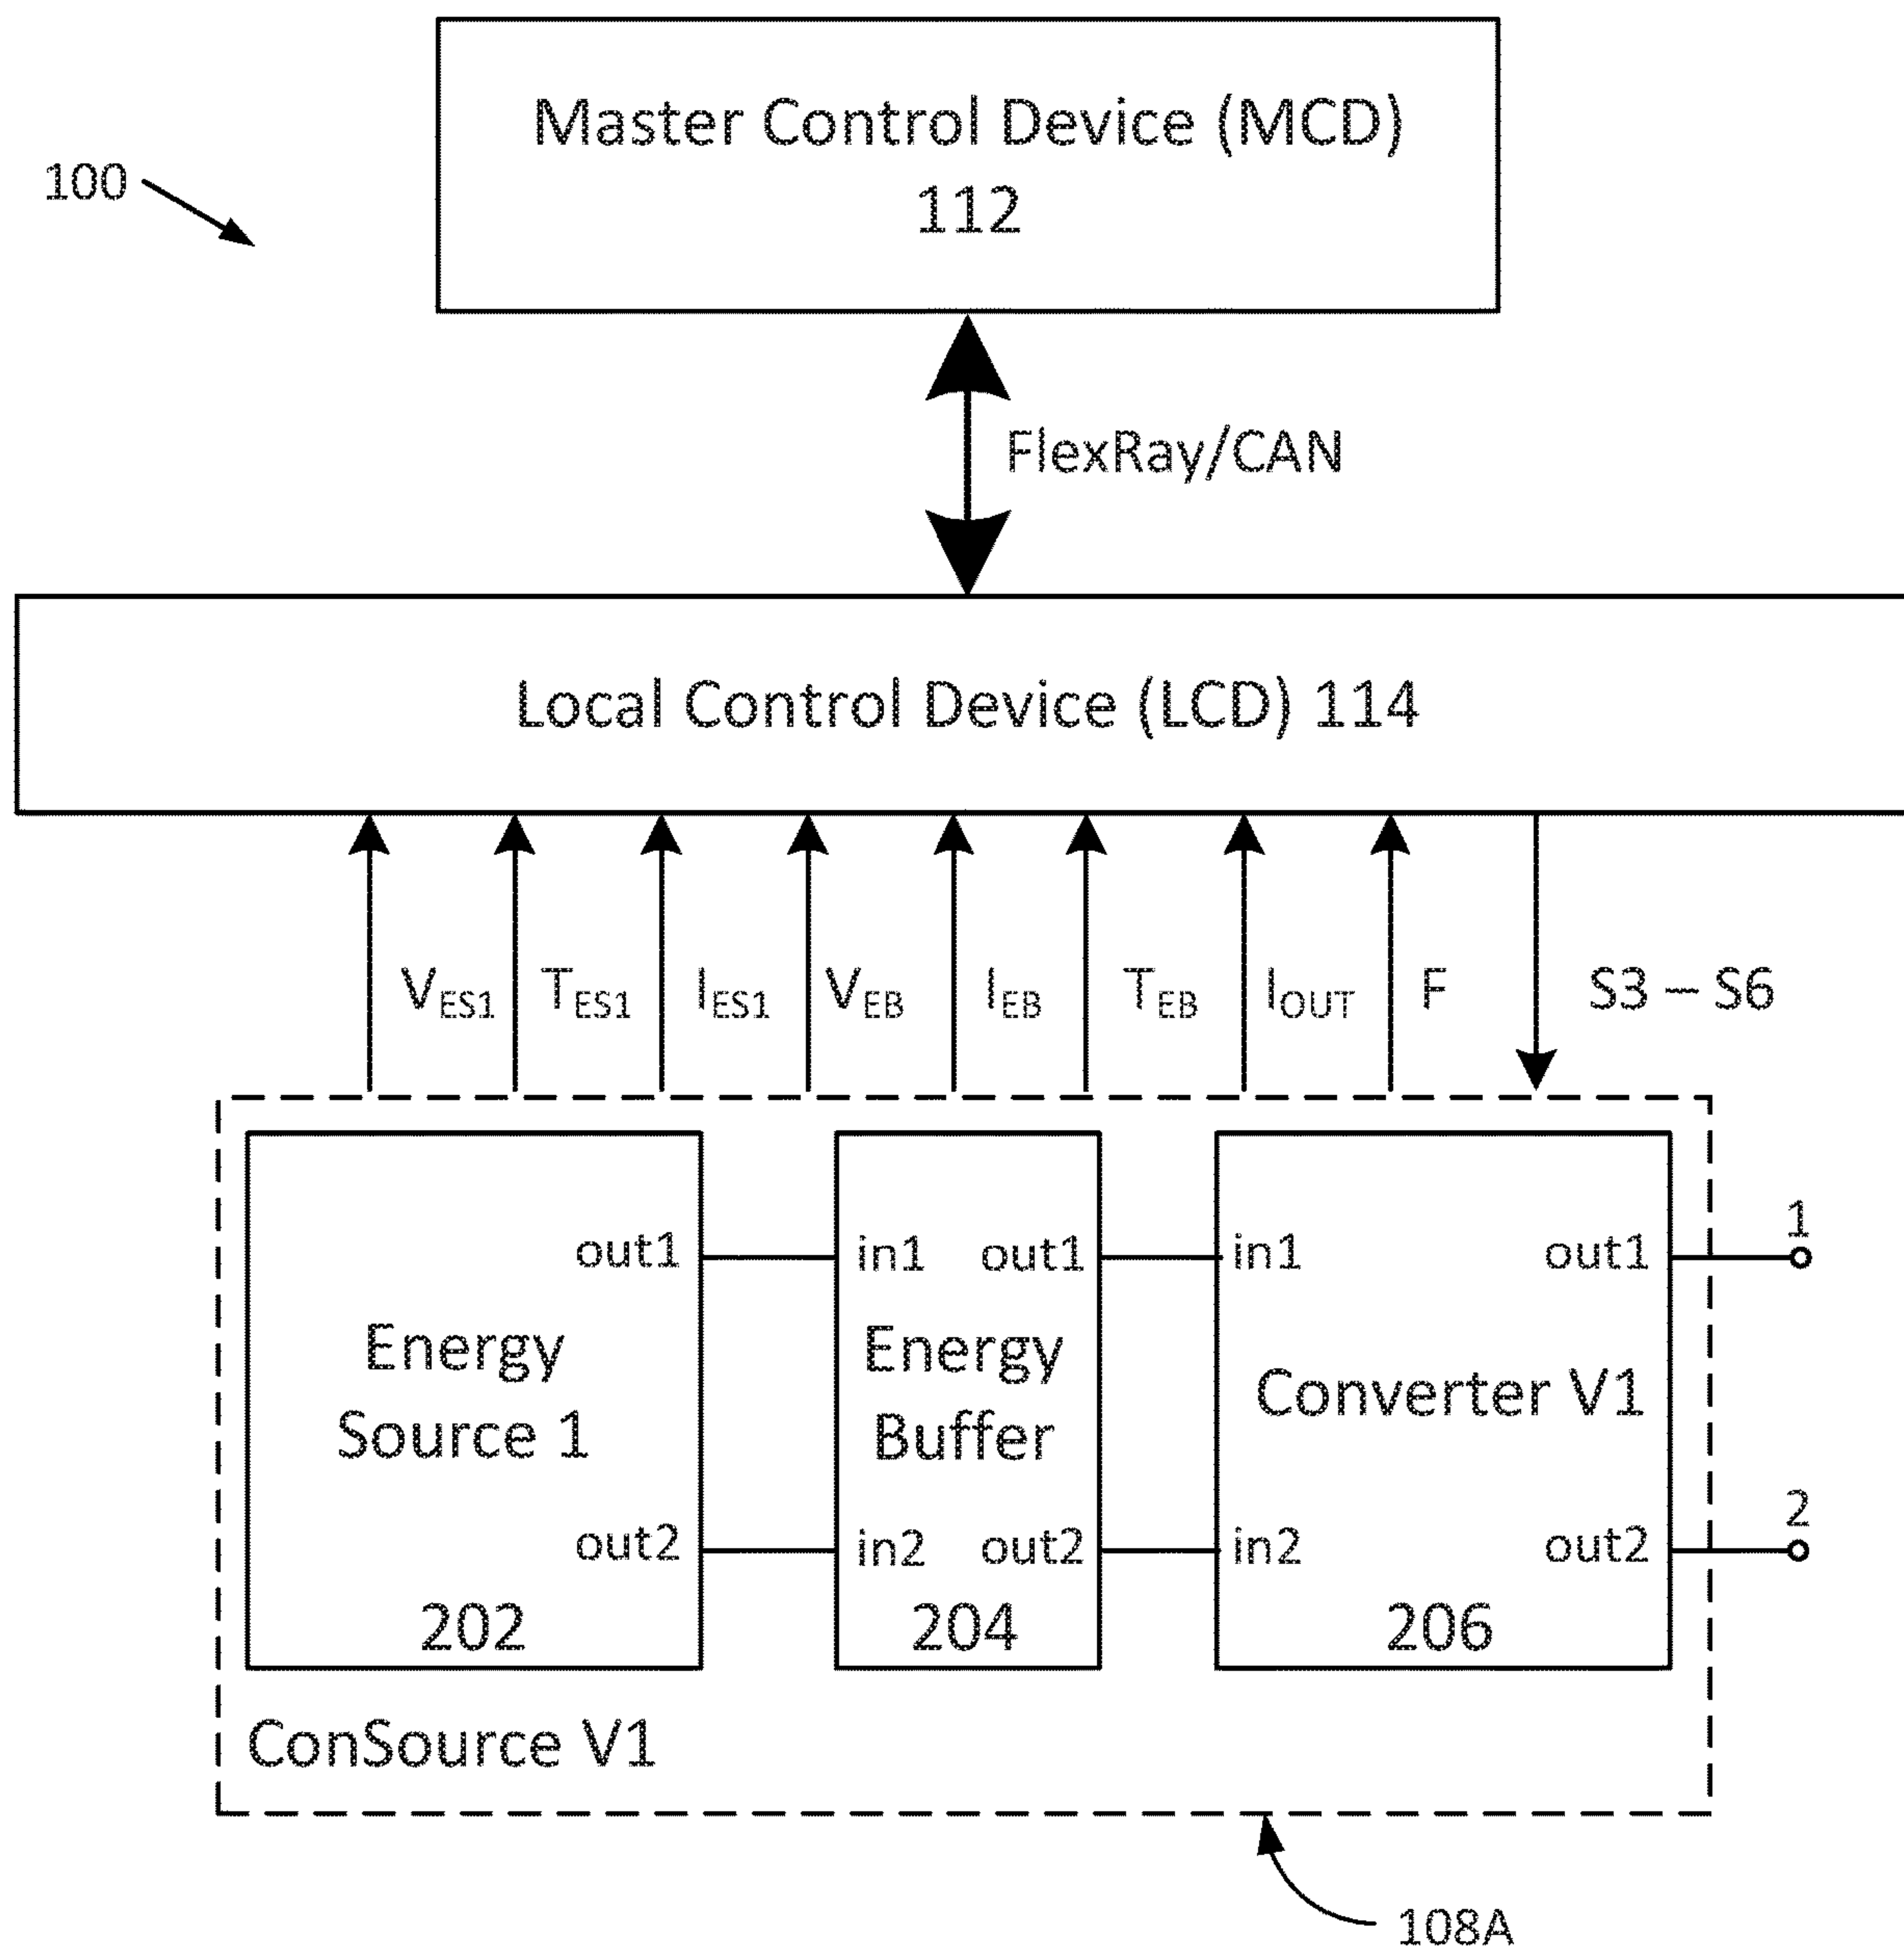 Master Control Device (MCD)
112
100
FlexRay/CAN
Local Control Device (LCD) 114
VES1 TES1 IES1 VEB IEB TEB IOUT F S3 – S6
1
out1 in1 out1 in1 out1
Energy
Source 1
Energy
Buffer
Converter V1
2
out2 in2 out2 in2 out2
202 204 206
ConSource V1
108A